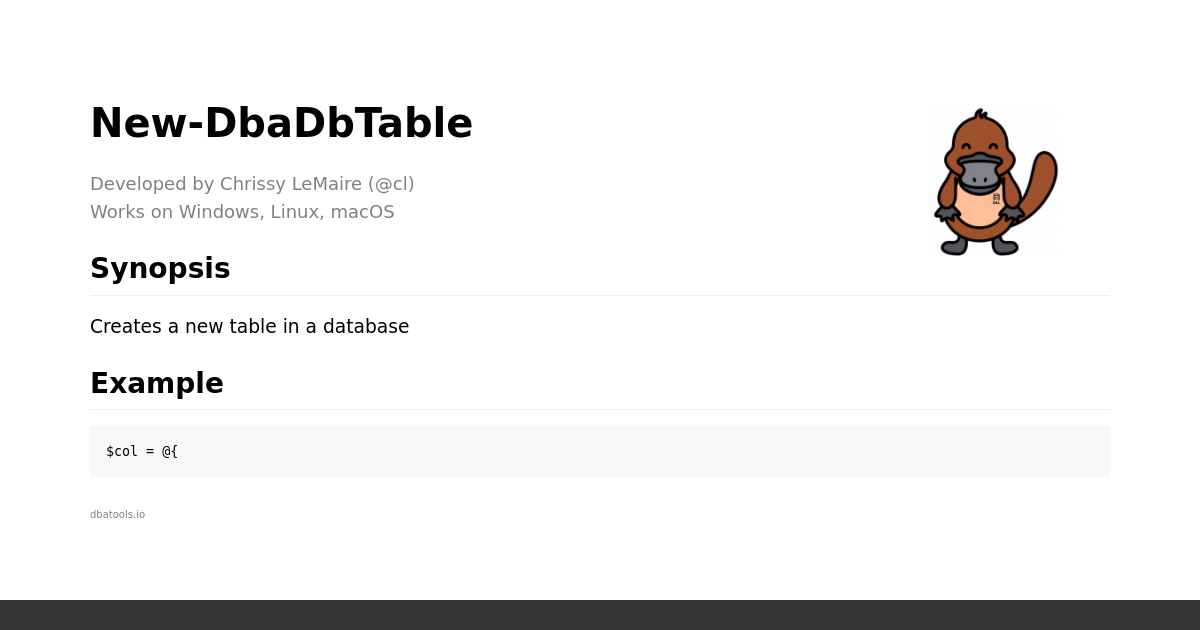 New-DbaDbTable
Developed by Chrissy LeMaire (@cl)
Works on Windows, Linux, macOS
Synopsis
Creates a new table in a database
Example
$col = @{
dbatools.io